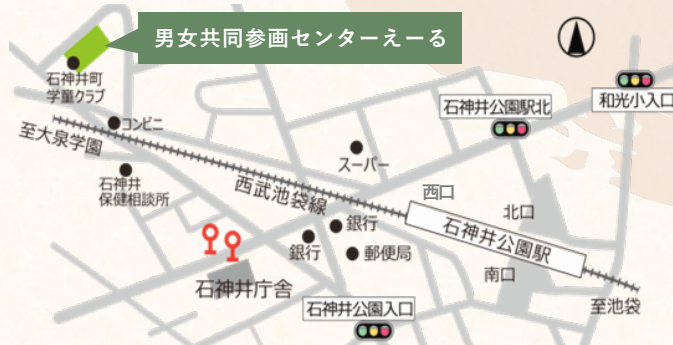 男女共同参画センターえーる
石神井町
学童クラブ
コンビニ
至大泉学園
石神井
保健相談所
西武池袋線
スーパー
石神井公園駅北
和光小入口
西口
北口
石神井公園駅
南口
銀行
銀行
郵便局
石神井庁舎
石神井公園入口
至池袋